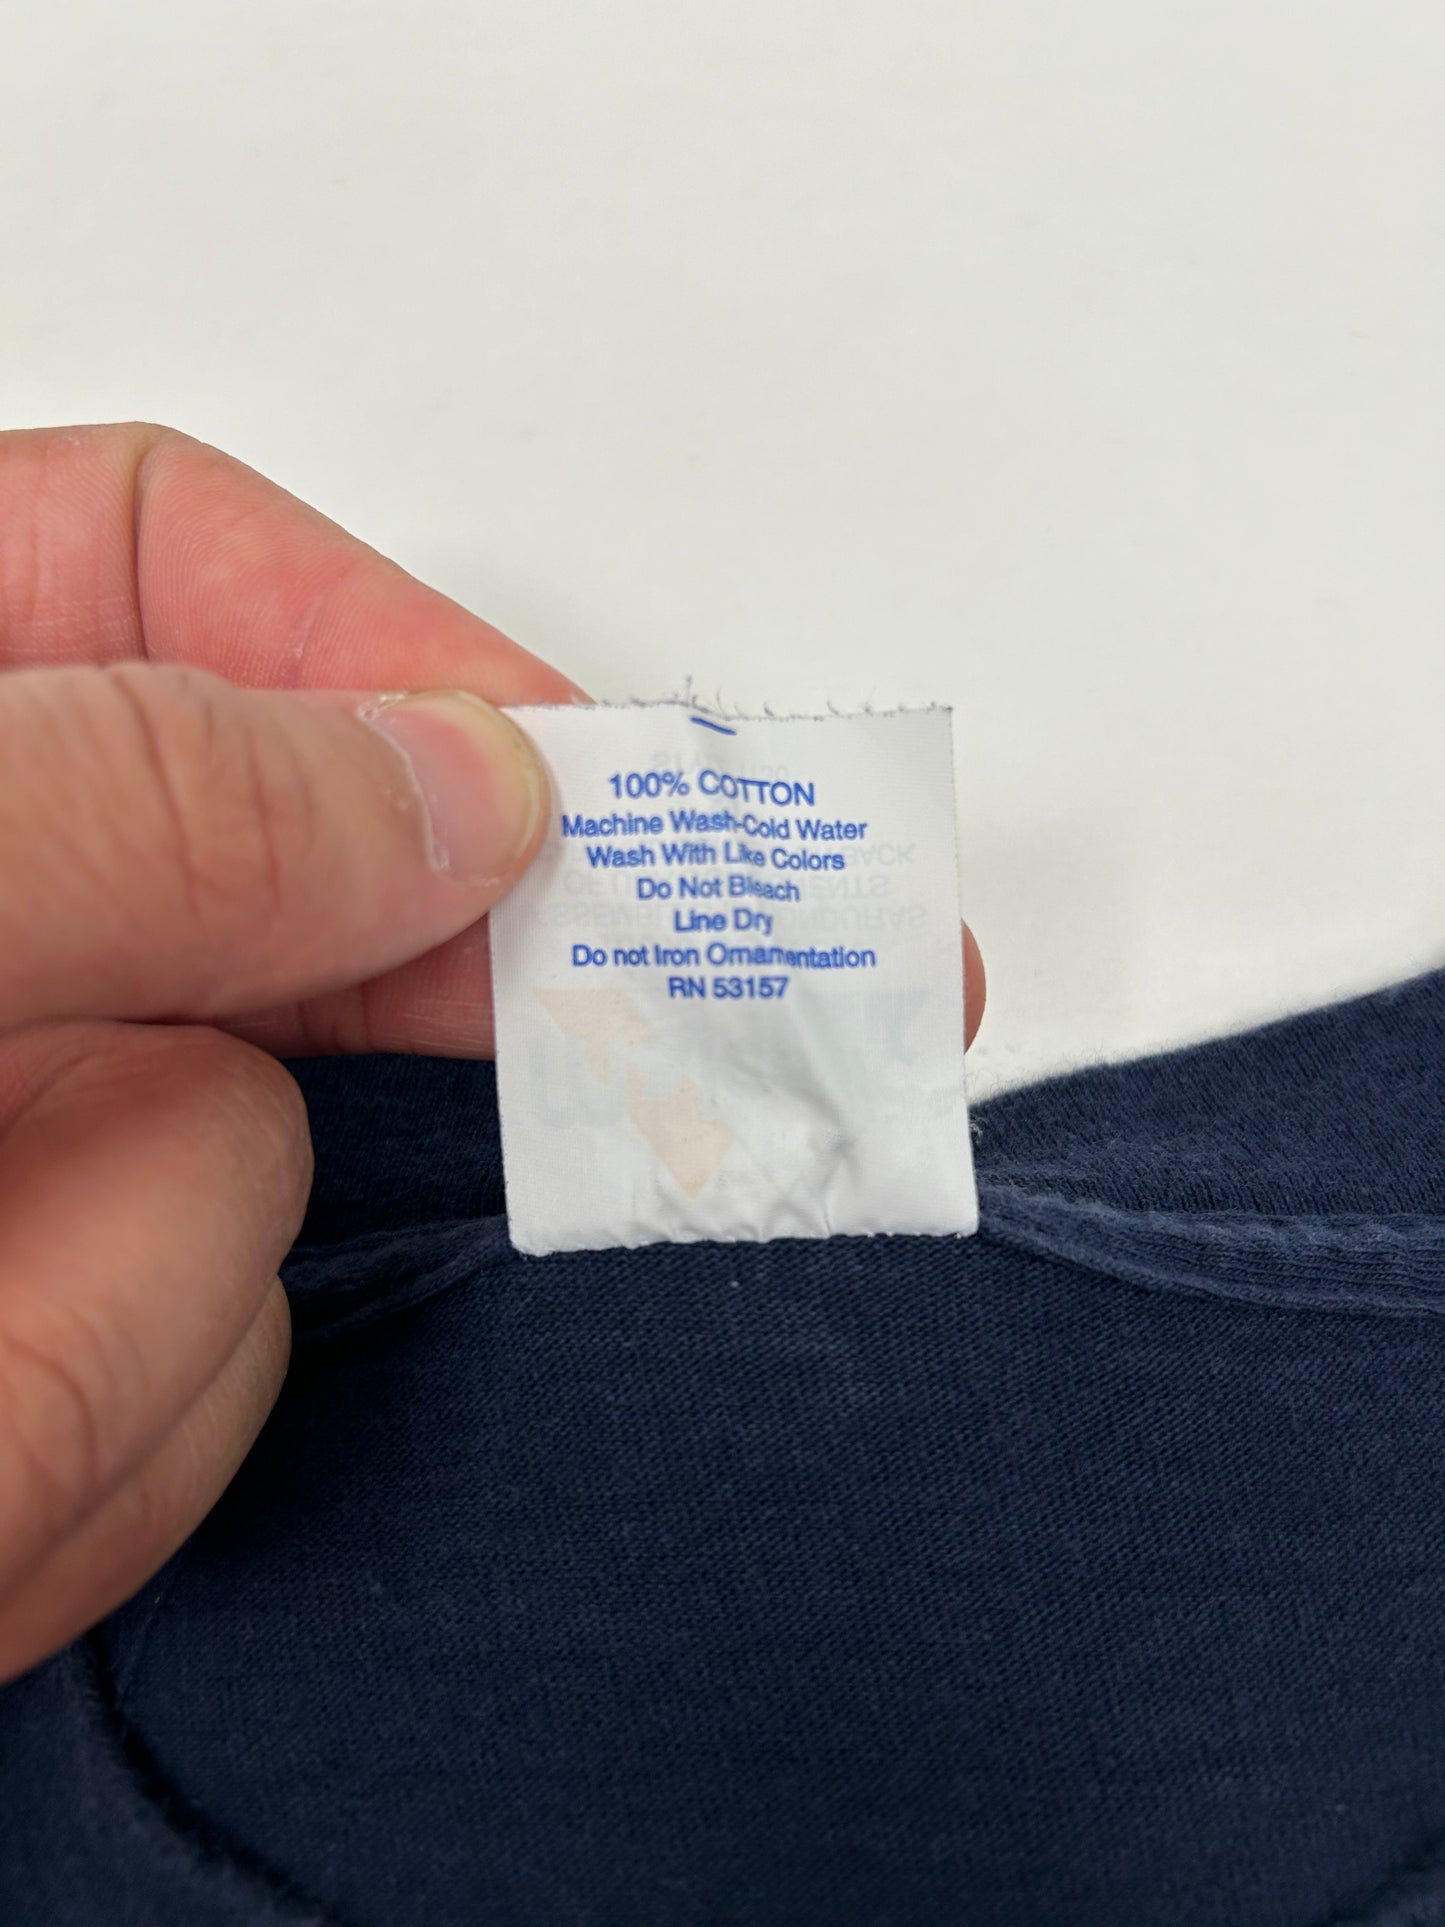 100% COTTON
Machine Wash-Cold Water
Wash With Like Colors
Do Not Bleach
Line Dry
Do not Iron Ornamentation
RN 53157